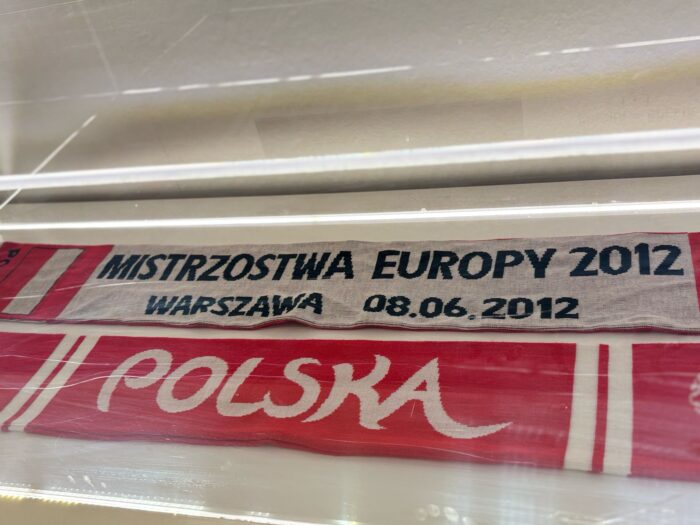 MISTRZOSTWA EUROPY 2012
WARSZAWA 08.06.2012
POLSKA